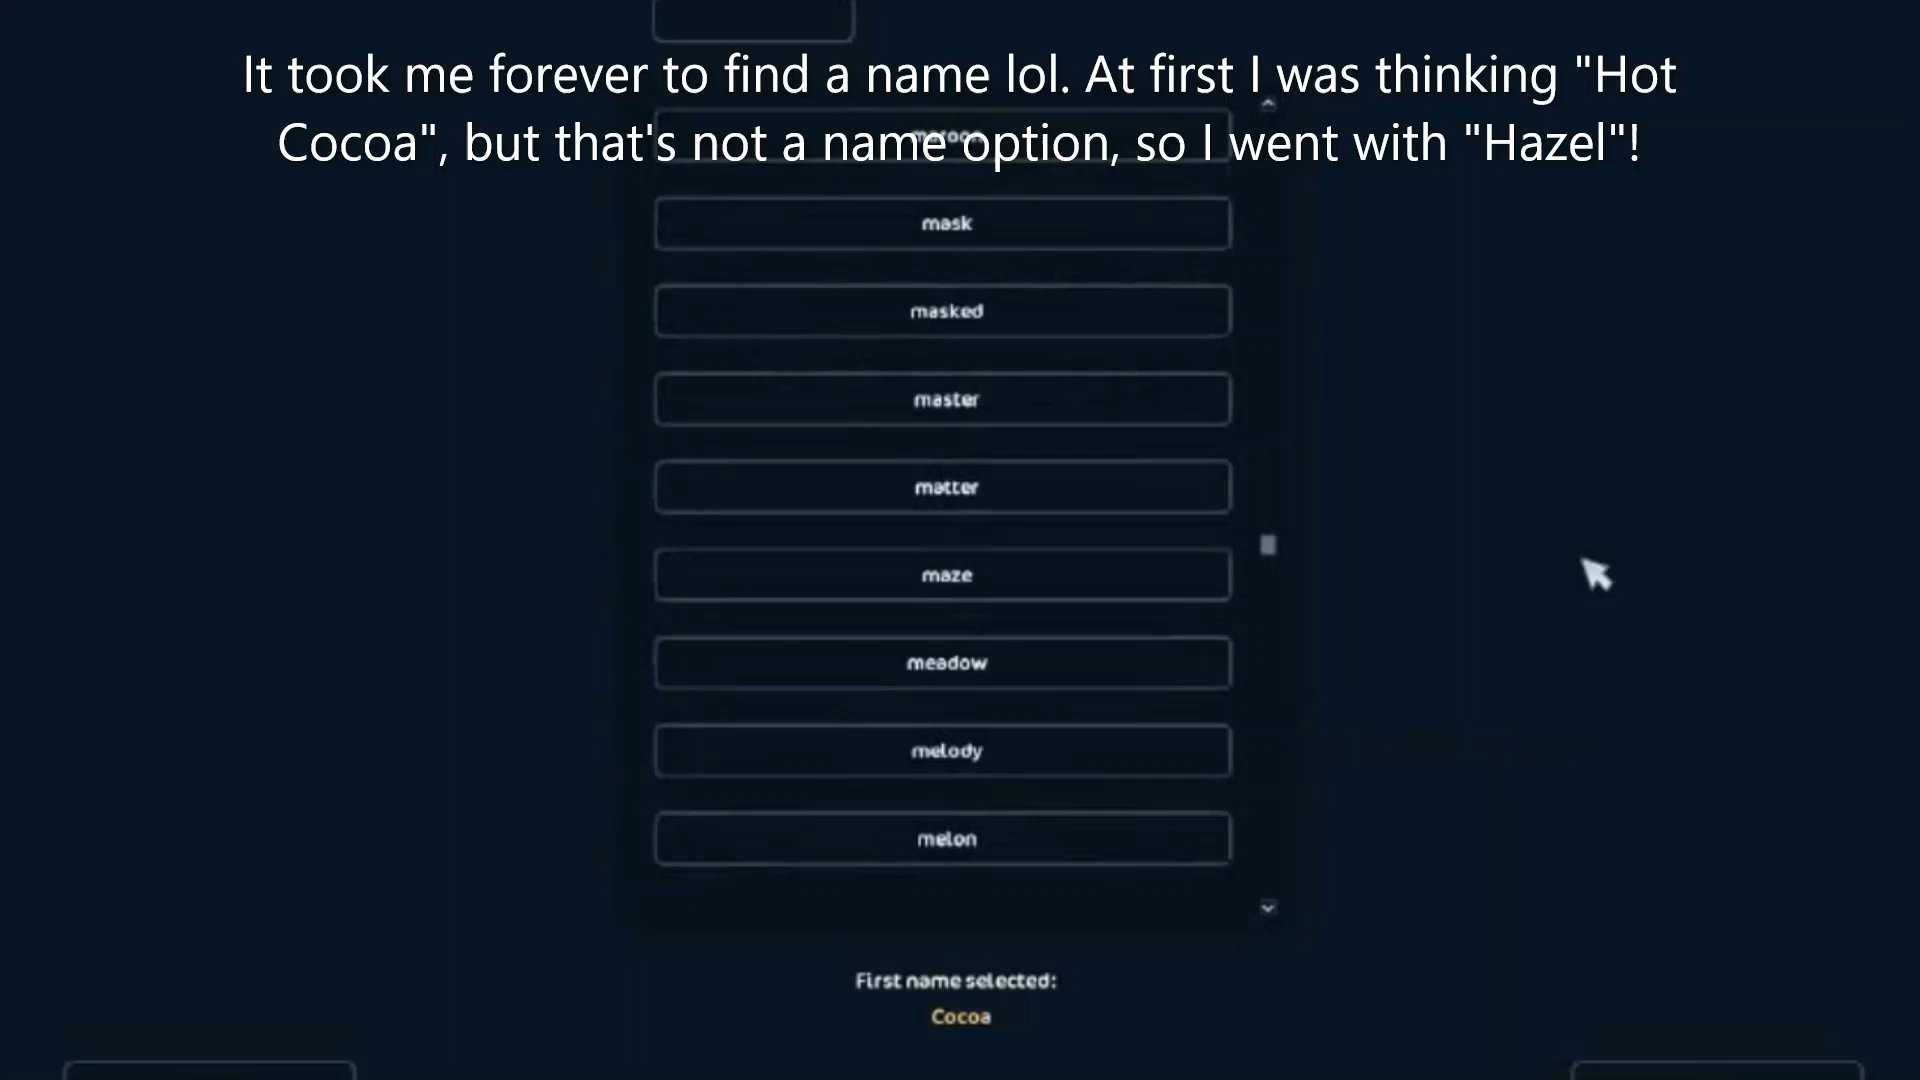 It took me forever to find a name lol. At first I was thinking "Hot
Cocoa", but that's not a name option, so I went with "Hazel"!
maroon
mask
masked
master
matter
maze
meadow
melody
melon
First name selected:
Cocoa